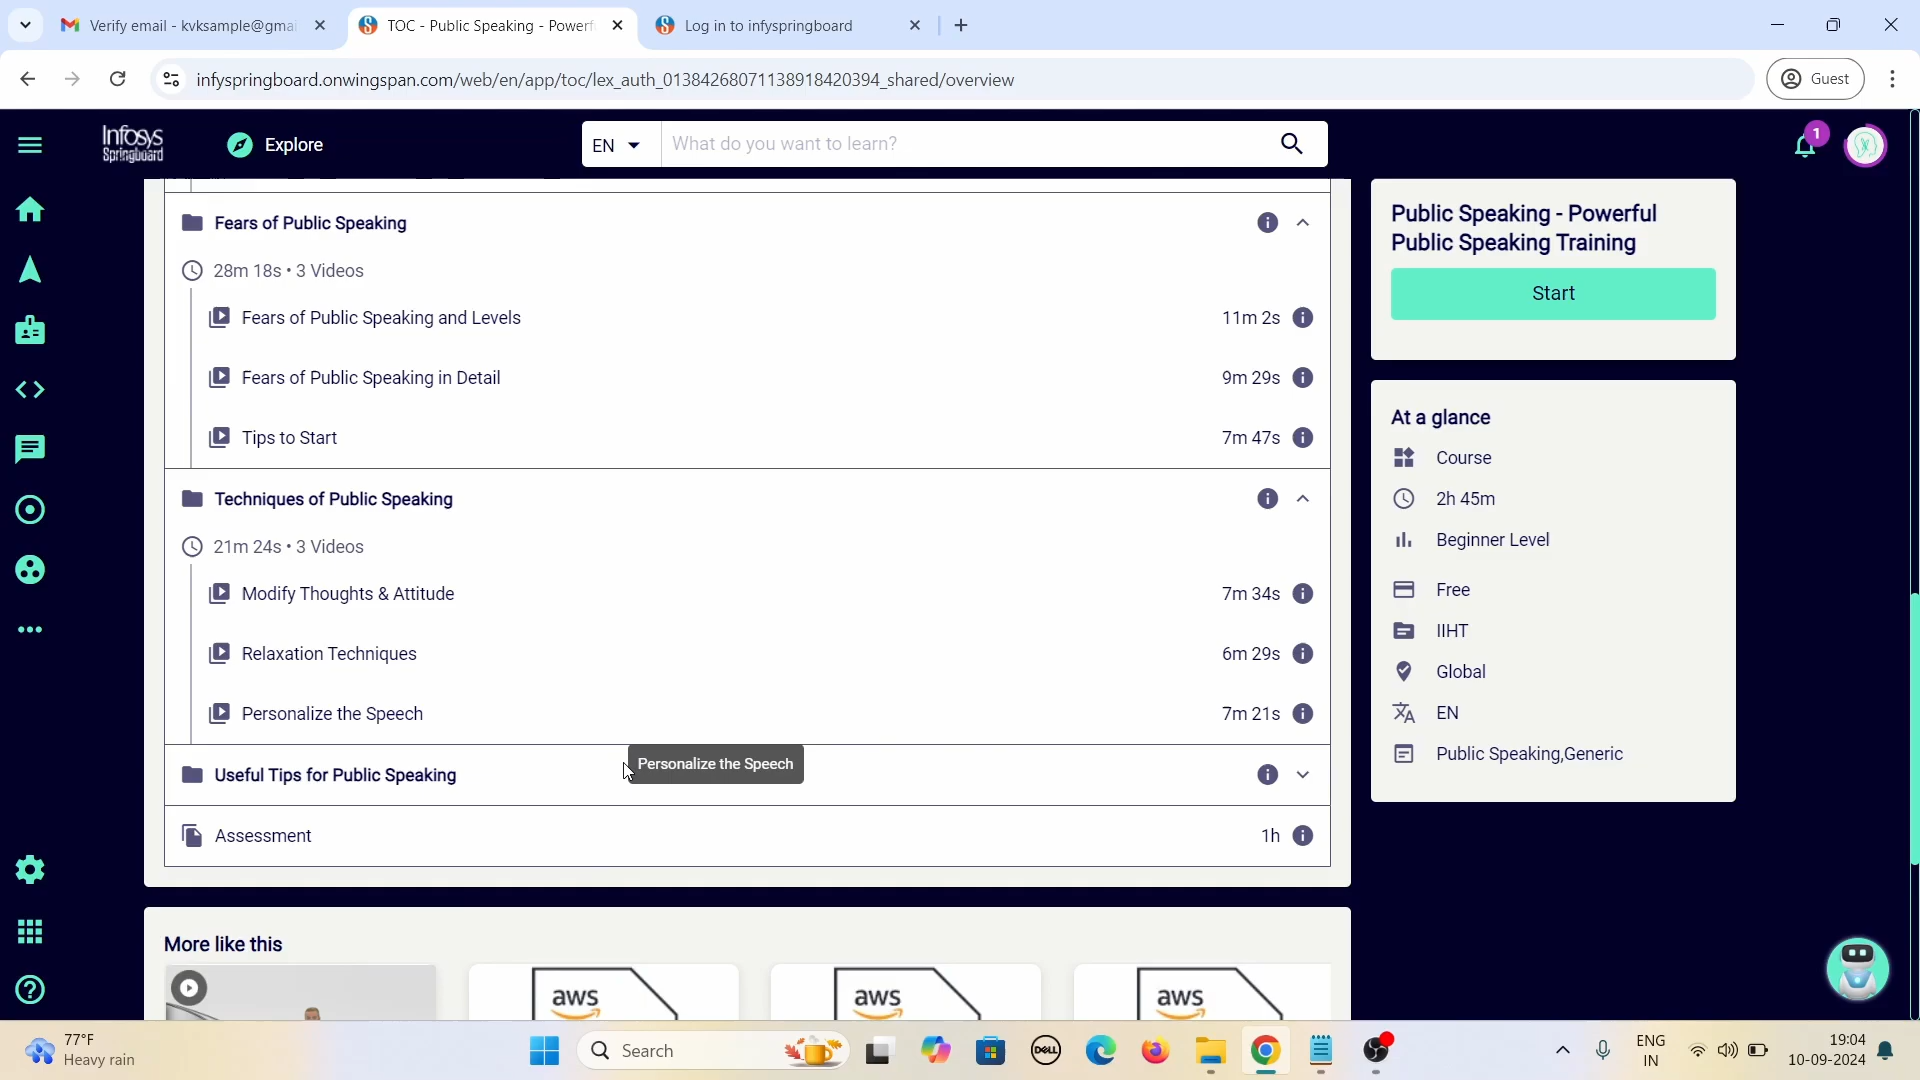 Verify email - kvksample@gmai
TOC - Public Speaking - Powerf
Log in to infyspringboard
infyspringboard.onwingspan.com/web/en/app/toc/lex_auth_01384268071138918420394_shared/overview
Guest
Infosys
Springboard
Explore
EN
What do you want to learn?
1
Fears of Public Speaking
28m 18s • 3 Videos
Fears of Public Speaking and Levels 11m 2s
Fears of Public Speaking in Detail 9m 29s
Tips to Start 7m 47s
Techniques of Public Speaking
21m 24s • 3 Videos
Modify Thoughts & Attitude 7m 34s
Relaxation Techniques 6m 29s
Personalize the Speech 7m 21s
Personalize the Speech
Useful Tips for Public Speaking
Assessment 1h
More like this
aws
aws
aws
Public Speaking - Powerful
Public Speaking Training
Start
At a glance
Course
2h 45m
Beginner Level
Free
IIHT
Global
EN
Public Speaking,Generic
77°F
Heavy rain
Search
DELL
ENG
IN
19:04
10-09-2024